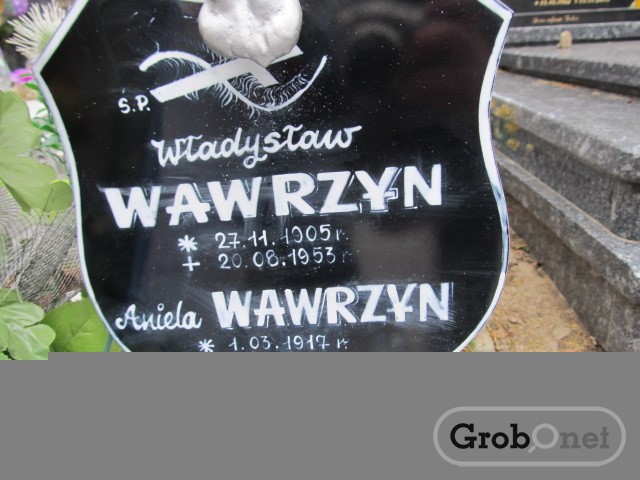 Ś.P.
Władysław
WAWRZYN
* 27.11.1905 r.
+ 20.08.1953 r.
Aniela WAWRZYN
* 1.03.1917 r.
GrobOnet